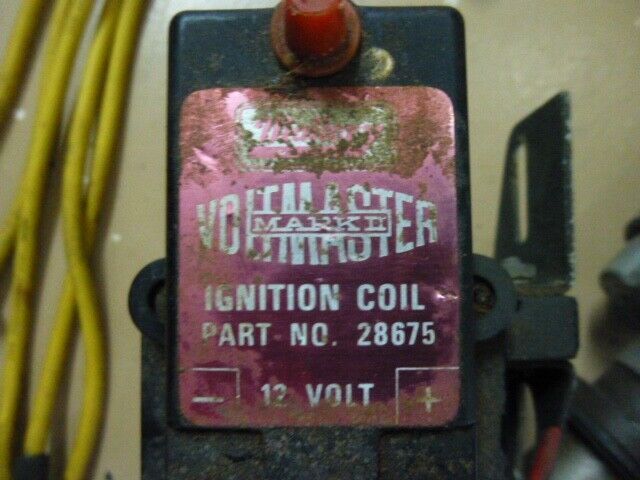 VOLTMASTER
MARK II
IGNITION COIL
PART NO. 28675
- 12 VOLT +